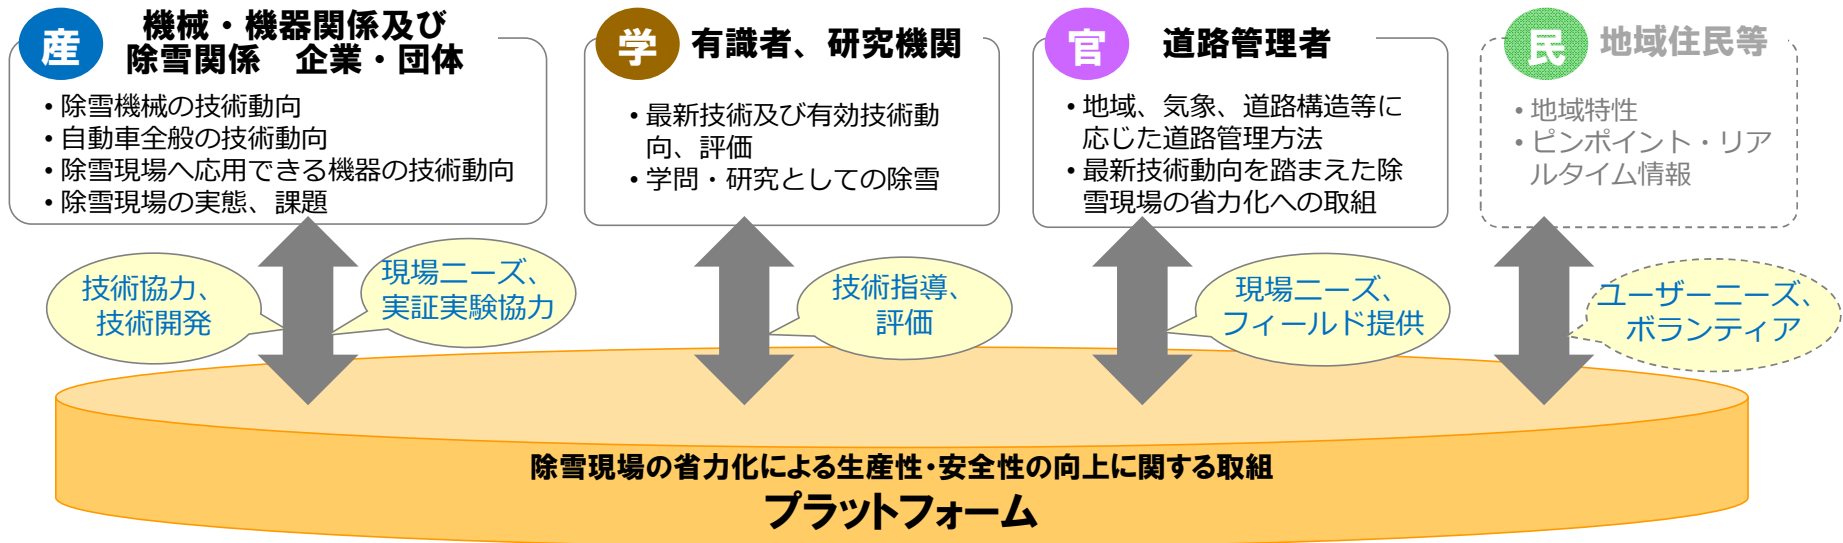 産
機械・機器関係及び
除雪関係　企業・団体
• 除雪機械の技術動向
• 自動車全般の技術動向
• 除雪現場へ応用できる機器の技術動向
• 除雪現場の実態、課題
学
有識者、研究機関
• 最新技術及び有効技術動
向、評価
• 学問・研究としての除雪
官
道路管理者
• 地域、気象、道路構造等に
応じた道路管理方法
• 最新技術動向を踏まえた除
雪現場の省力化への取組
民
地域住民等
• 地域特性
• ピンポイント・リア
ルタイム情報
技術協力、
技術開発
現場ニーズ、
実証実験協力
技術指導、
評価
現場ニーズ、
フィールド提供
ユーザーニーズ、
ボランティア
除雪現場の省力化による生産性・安全性の向上に関する取組
プラットフォーム